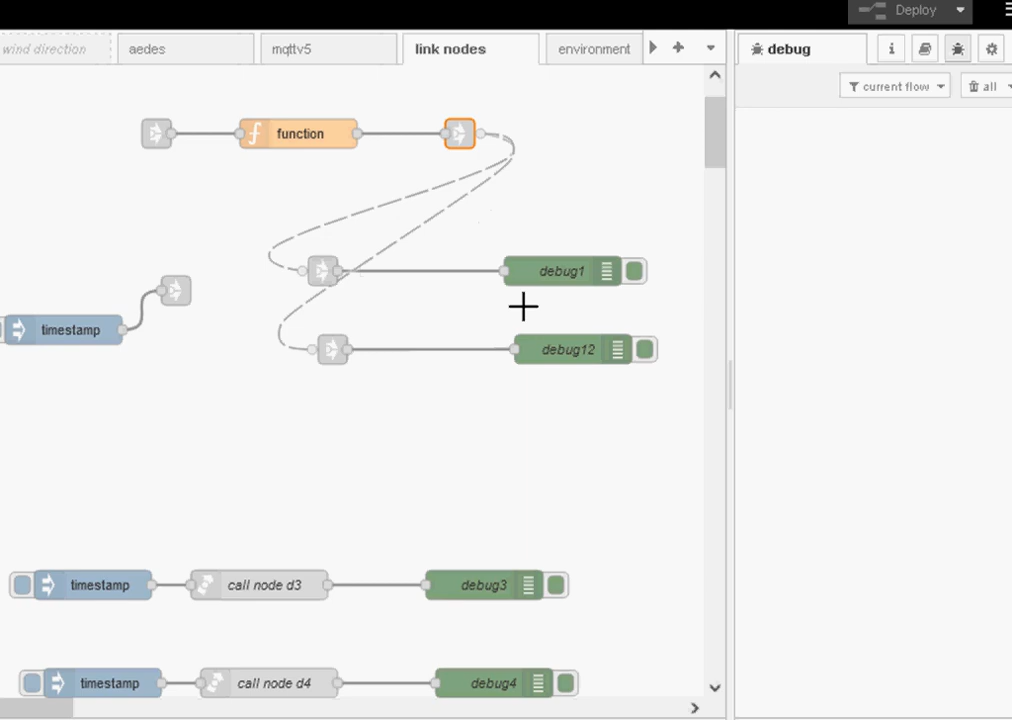 Deploy
wind direction
aedes
mqttv5
link nodes
environment
debug
i
current flow
all
function
debug1
timestamp
debug12
timestamp
call node d3
debug3
timestamp
call node d4
debug4